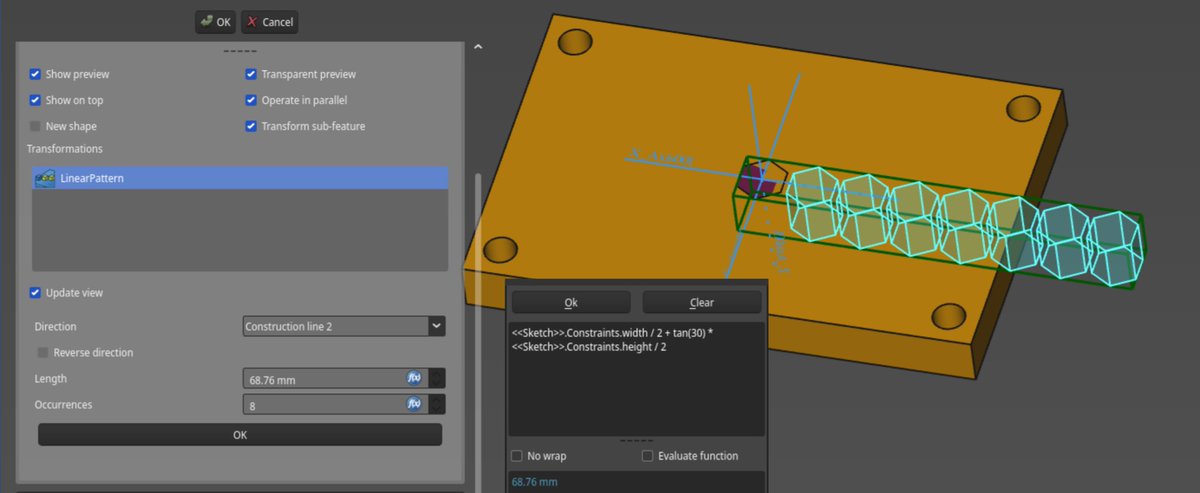 OK
Cancel
Show preview
Transparent preview
Show on top
Operate in parallel
New shape
Transform sub-feature
Transformations
LinearPattern
Update view
Direction
Construction line 2
Reverse direction
Length
68.76 mm
Occurrences
8
OK
Ok
Clear
<<Sketch>>.Constraints.width / 2 + tan(30) *
<<Sketch>>.Constraints.height / 2
No wrap
Evaluate function
68.76 mm